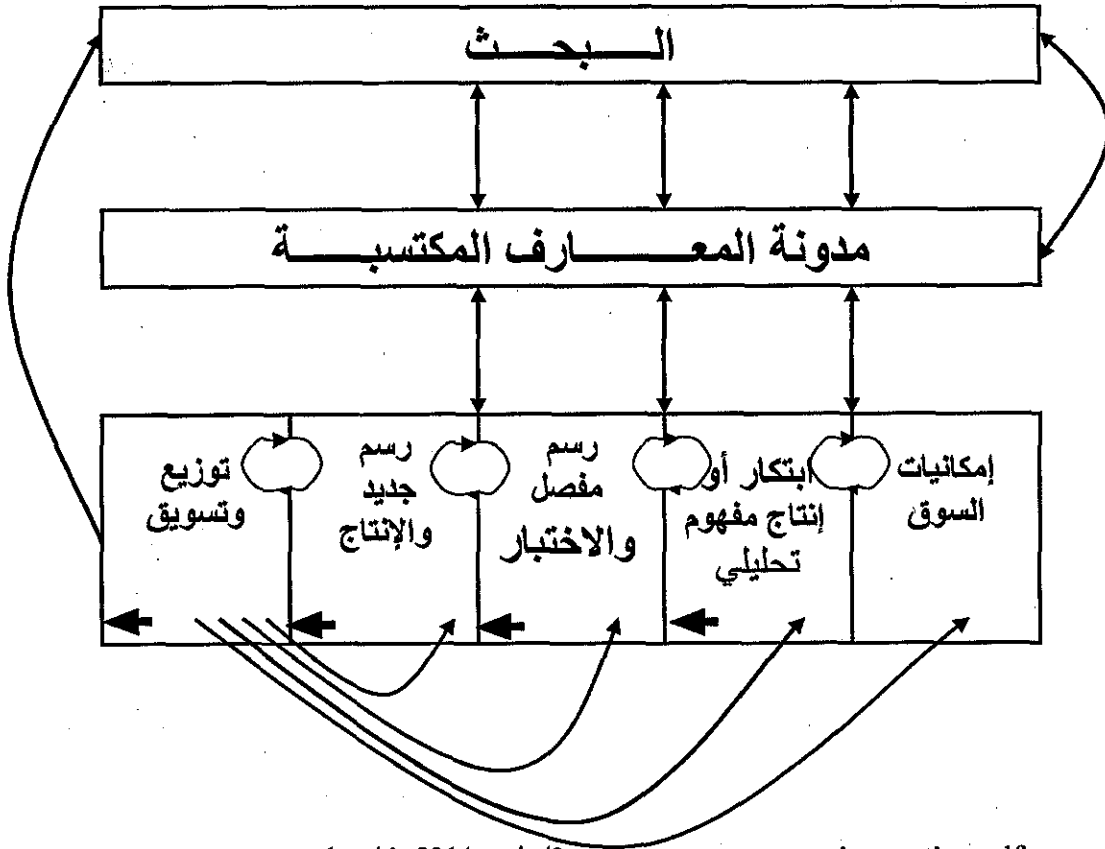 البحث
مدونة المعارف المكتسبة
إمكانيات
السوق
ابتكار أو
إنتاج مفهوم
تحليلي
رسم
مفصل
والاختبار
رسم
جديد
والإنتاج
توزيع
وتسويق